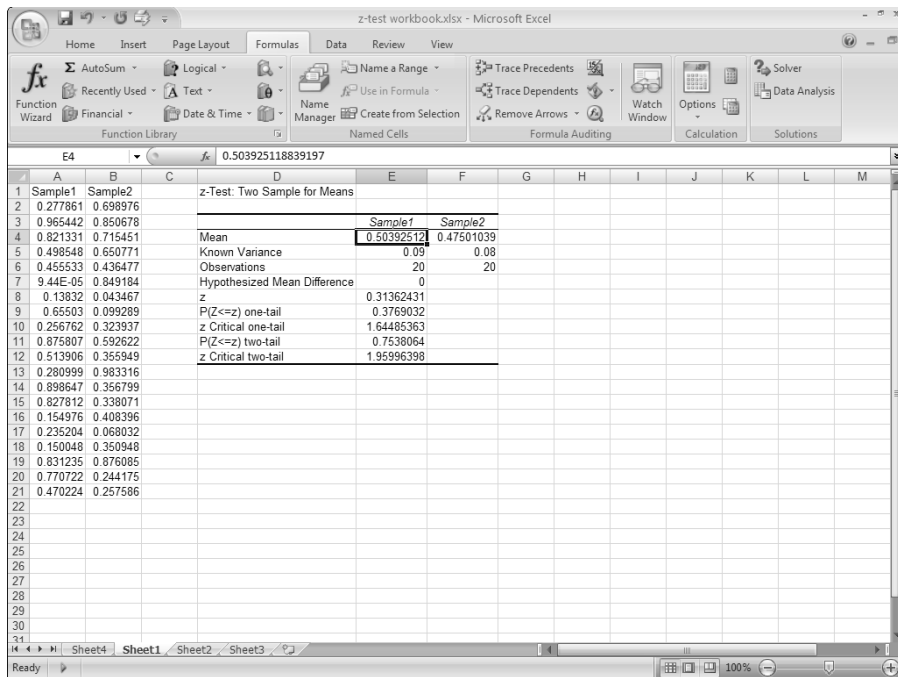 z-test workbook.xlsx - Microsoft Excel
Home Insert Page Layout Formulas Data Review View
fx Function Wizard
Σ AutoSum
Recently Used
Financial
Logical
Text
Date & Time
Function Library
Name Manager
Name a Range
Use in Formula
Create from Selection
Named Cells
Trace Precedents
Trace Dependents
Remove Arrows
Formula Auditing
Watch Window
Options
Calculation
Solver
Data Analysis
Solutions
E4 fx 0.503925118839197
A B C D E F G H I J K L M
1 Sample1 Sample2 z-Test: Two Sample for Means
2 0.277861 0.698976
3 0.965442 0.850678 Sample1 Sample2
4 0.821331 0.715451 Mean 0.50392512 0.47501039
5 0.498548 0.650771 Known Variance 0.09 0.08
6 0.455533 0.436477 Observations 20 20
7 9.44E-05 0.849184 Hypothesized Mean Difference 0
8 0.13832 0.043467 z 0.31362431
9 0.65503 0.099289 P(Z<=z) one-tail 0.3769032
10 0.256762 0.323937 z Critical one-tail 1.64485363
11 0.875807 0.592622 P(Z<=z) two-tail 0.7538064
12 0.513906 0.355949 z Critical two-tail 1.95996398
13 0.280999 0.983316
14 0.898647 0.356799
15 0.827812 0.338071
16 0.154976 0.408396
17 0.235204 0.068032
18 0.150048 0.350948
19 0.831235 0.876085
20 0.770722 0.244175
21 0.470224 0.257586
22
23
24
25
26
27
28
29
30
31
Sheet4 Sheet1 Sheet2 Sheet3
Ready 100%